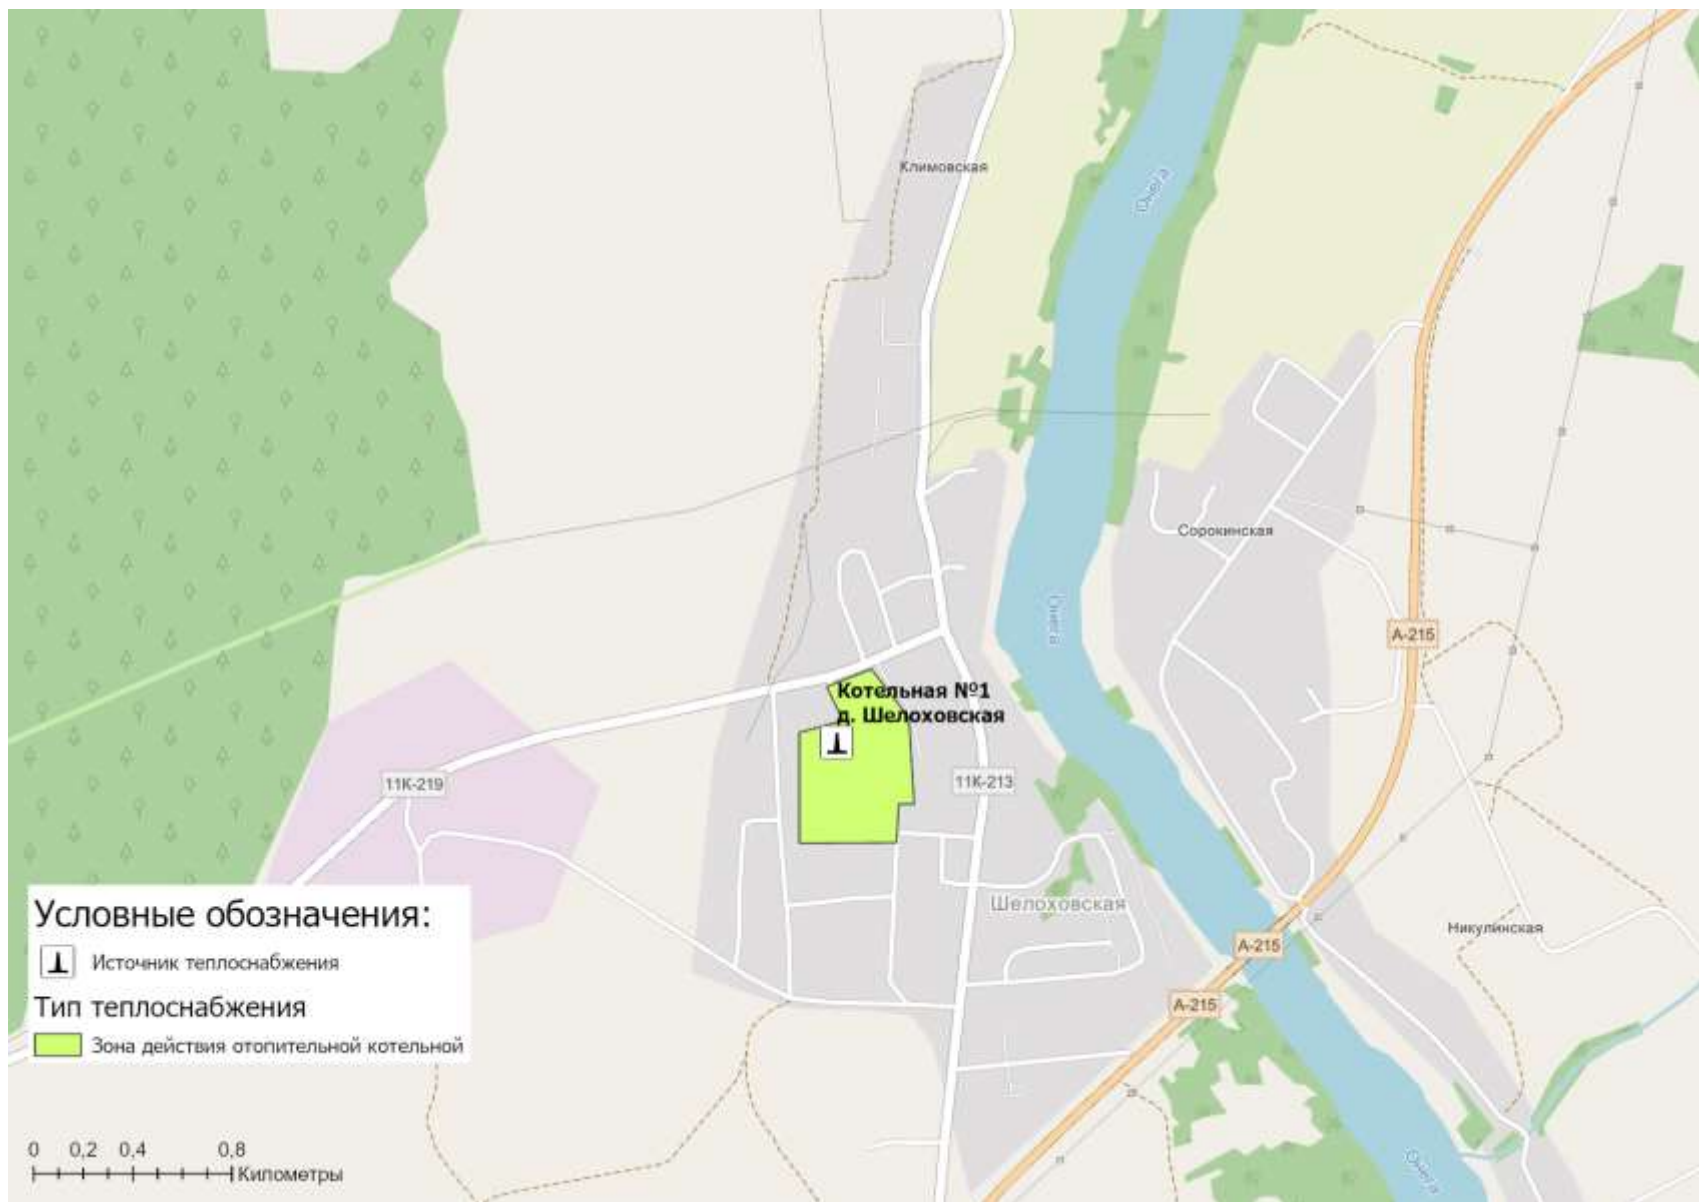 Климовская
Онега
Сорокинская
Онега
А-215
Котельная №1
д. Шелоховская
11К-219
11К-213
Шелоховская
А-215
Никулинская
А-215
Онега
Условные обозначения:
Источник теплоснабжения
Тип теплоснабжения
Зона действия отопительной котельной
0 0,2 0,4 0,8
Километры